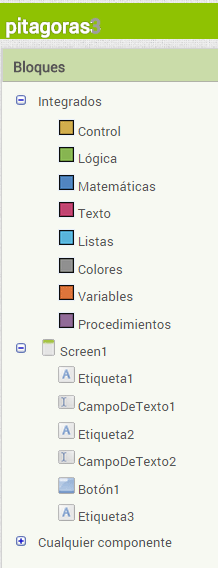 pitagoras3
Bloques
Integrados
Control
Lógica
Matemáticas
Texto
Listas
Colores
Variables
Procedimientos
Screen1
Etiqueta1
CampoDeTexto1
Etiqueta2
CampoDeTexto2
Botón1
Etiqueta3
Cualquier componente